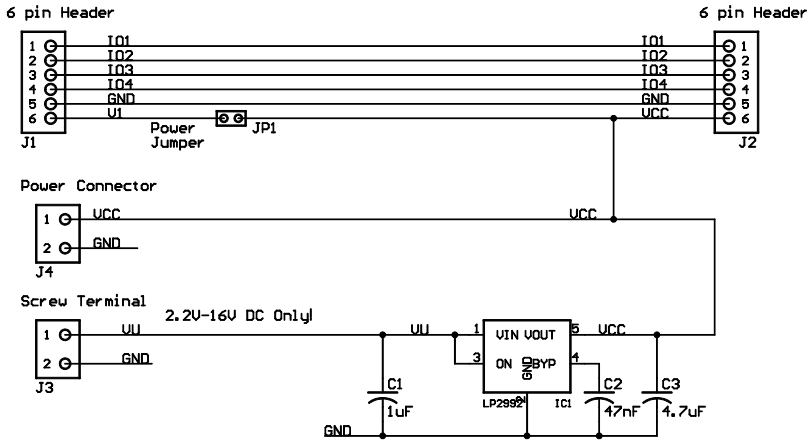 6 pin Header
6 pin Header
1 IO1 IO1 1
2 IO2 IO2 2
3 IO3 IO3 3
4 IO4 IO4 4
5 GND GND 5
6 V1 VCC 6
Power Jumper
JP1
J1
J2
Power Connector
1 VCC VCC
2 GND
J4
Screw Terminal
2.2V-16V DC Only!
1 VU VU 1 VIN VOUT 5 VCC
2 GND 3 ON GND BYP 4
J3
C1
1uF
LP2992
2
IC1
C2
47nF
C3
4.7uF
GND